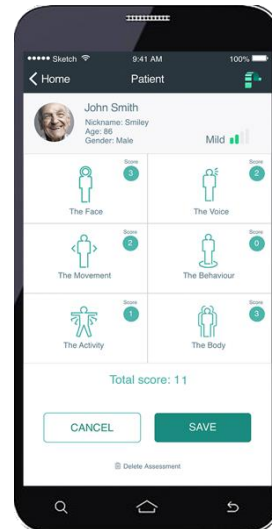 Sketch 9:41 AM 100%
Home Patient
John Smith
Nickname: Smiley
Age: 86
Gender: Male
Mild
Score
3
The Face
Score
2
The Voice
Score
2
The Movement
Score
0
The Behaviour
Score
1
The Activity
Score
3
The Body
Total score: 11
CANCEL SAVE
Delete Assessment